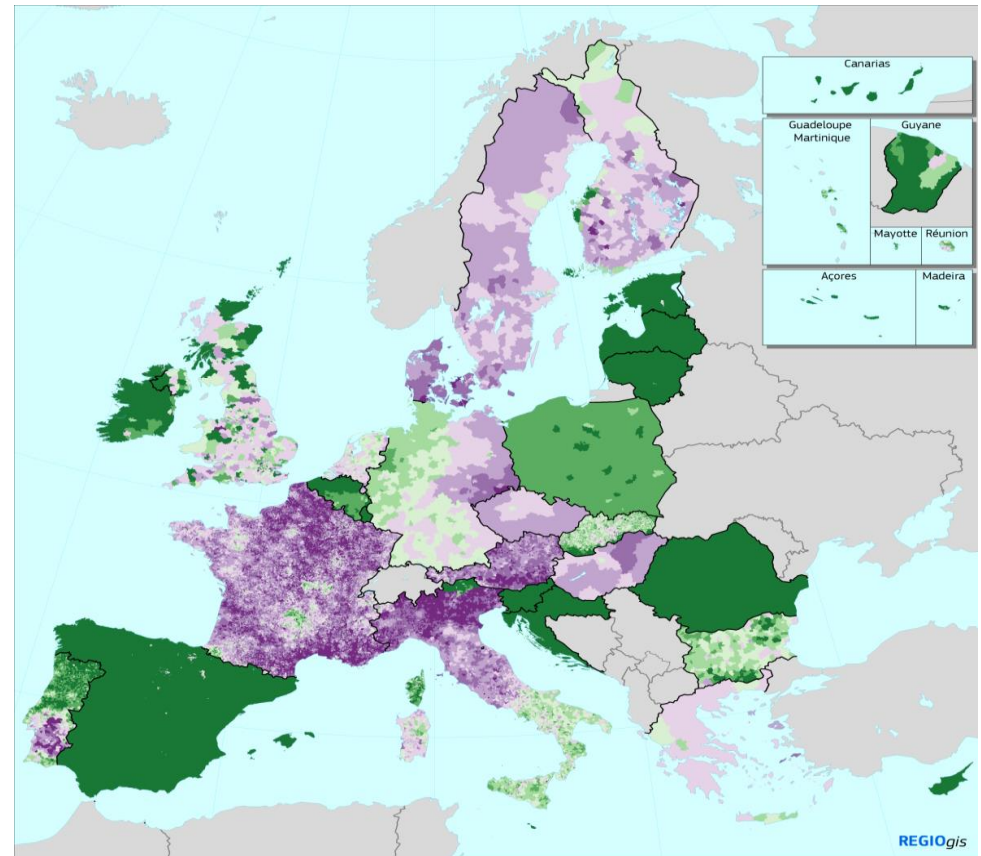 Canarias
Guadeloupe
Martinique
Guyane
Mayotte
Réunion
Açores
Madeira
REGIOgis